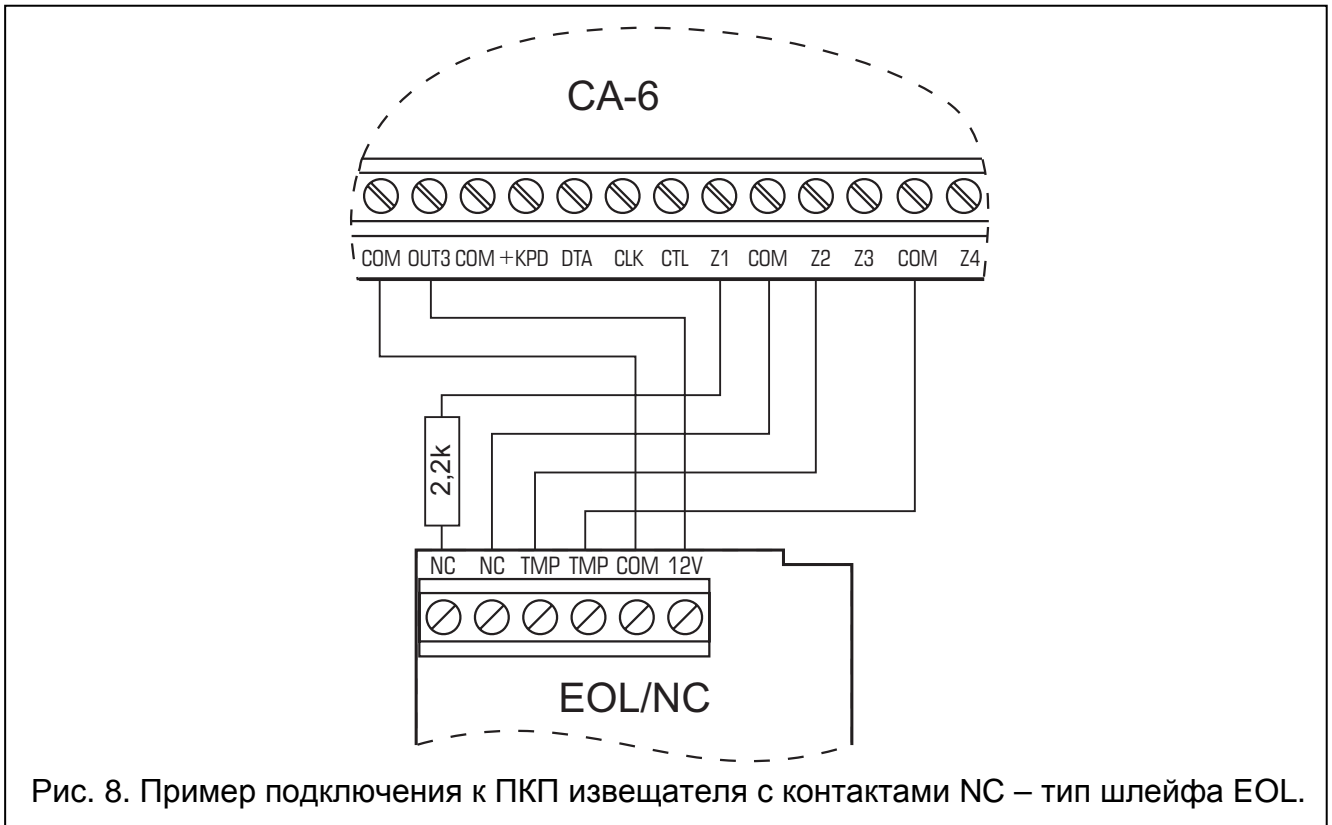 CA-6
COM OUT3 COM +KPD DTA CLK CTL Z1 COM Z2 Z3 COM Z4
2,2k
NC NC TMP TMP COM 12V
EOL/NC
Рис. 8. Пример подключения к ПКП извещателя с контактами NC – тип шлейфа EOL.